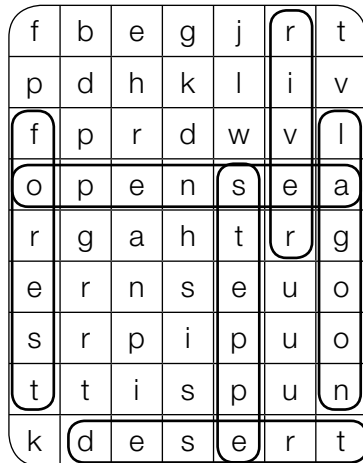 f b e g j r t
p d h k l i v
f p r d w v l
o p e n s e a
r g a h t r g
e r n s e u o
s r p i p u o
t t i s p u n
k d e s e r t